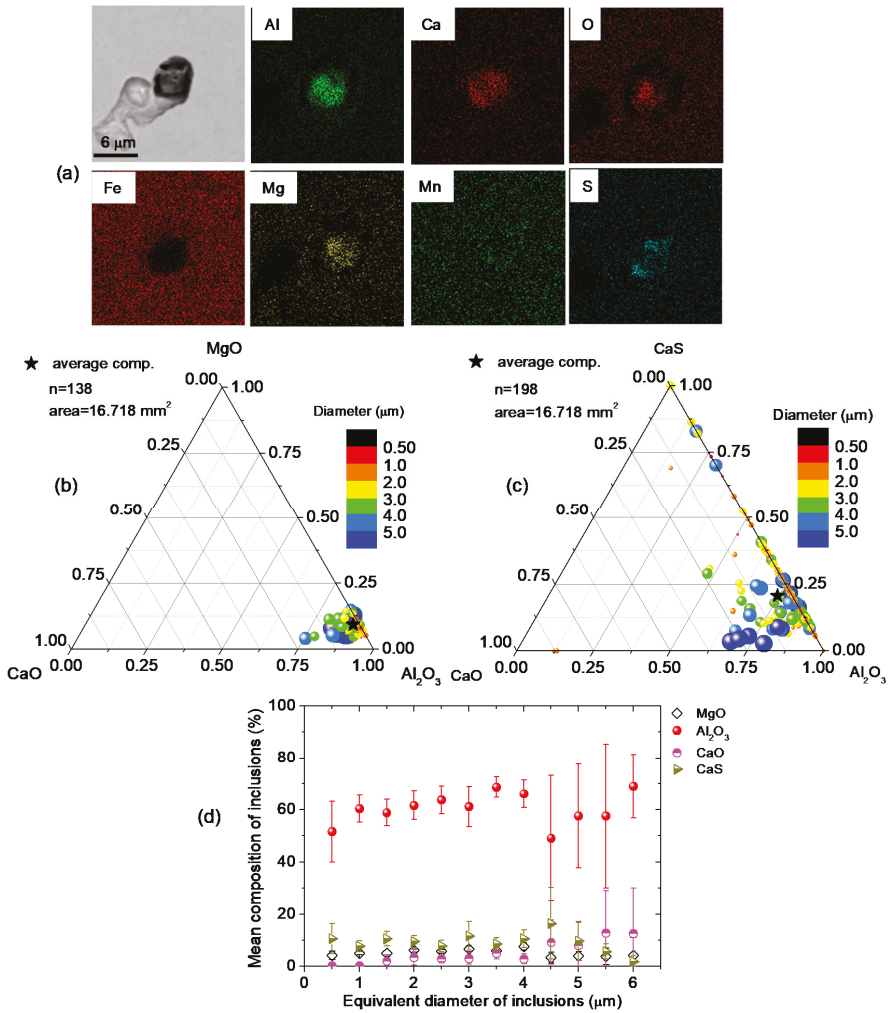 Al
Ca
O
6 μm
(a)
Fe
Mg
Mn
S
★ average comp.
n=138
area=16.718 mm²
MgO
0.00 1.00
Diameter (μm)
0.50
1.0
2.0
3.0
4.0
5.0
(b)
0.25 0.75
0.50 0.50
0.75 0.25
1.00 0.00
0.00 0.25 0.50 0.75 1.00
CaO Al₂O₃
★ average comp.
n=198
area=16.718 mm²
CaS
0.00 1.00
Diameter (μm)
0.50
1.0
2.0
3.0
4.0
5.0
(c)
0.25 0.75
0.50 0.50
0.75 0.25
1.00 0.00
0.00 0.25 0.50 0.75 1.00
CaO Al₂O₃
(d)
Mean composition of inclusions (%)
100
80
60
40
20
0
0 1 2 3 4 5 6
Equivalent diameter of inclusions (μm)
MgO
Al₂O₃
CaO
CaS